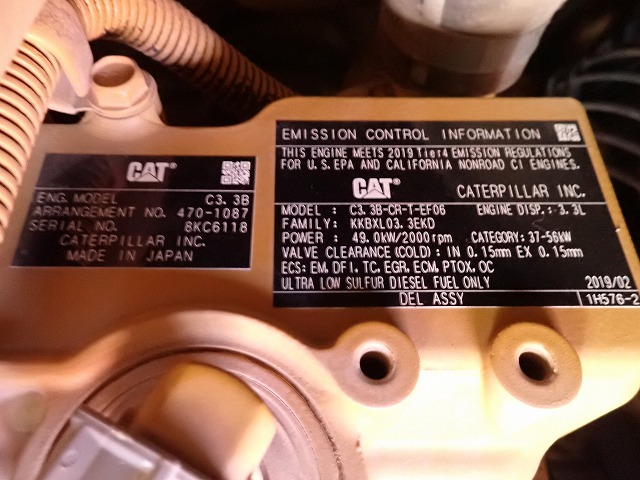 CAT®
ENG. MODEL C3.3B
ARRANGEMENT NO. 470-1087
SERIAL NO. 8KC6118
CATERPILLAR INC.
MADE IN JAPAN
EMISSION CONTROL INFORMATION
THIS ENGINE MEETS 2019 Tier4 EMISSION REGULATIONS
FOR U.S. EPA AND CALIFORNIA NONROAD CI ENGINES.
CAT® CATERPILLAR INC.
MODEL : C3.3B-CR-T-EF06 ENGINE DISP.: 3.3L
FAMILY: KKBXL03.3EKD
POWER : 49.0kW/2000rpm CATEGORY: 37-56kW
VALVE CLEARANCE(COLD): IN 0.15mm EX 0.15mm
ECS: EM, DFI, TC, EGR, ECM, PTOX, OC
ULTRA LOW SULFUR DIESEL FUEL ONLY 2019/02
DEL ASSY 1H576-2